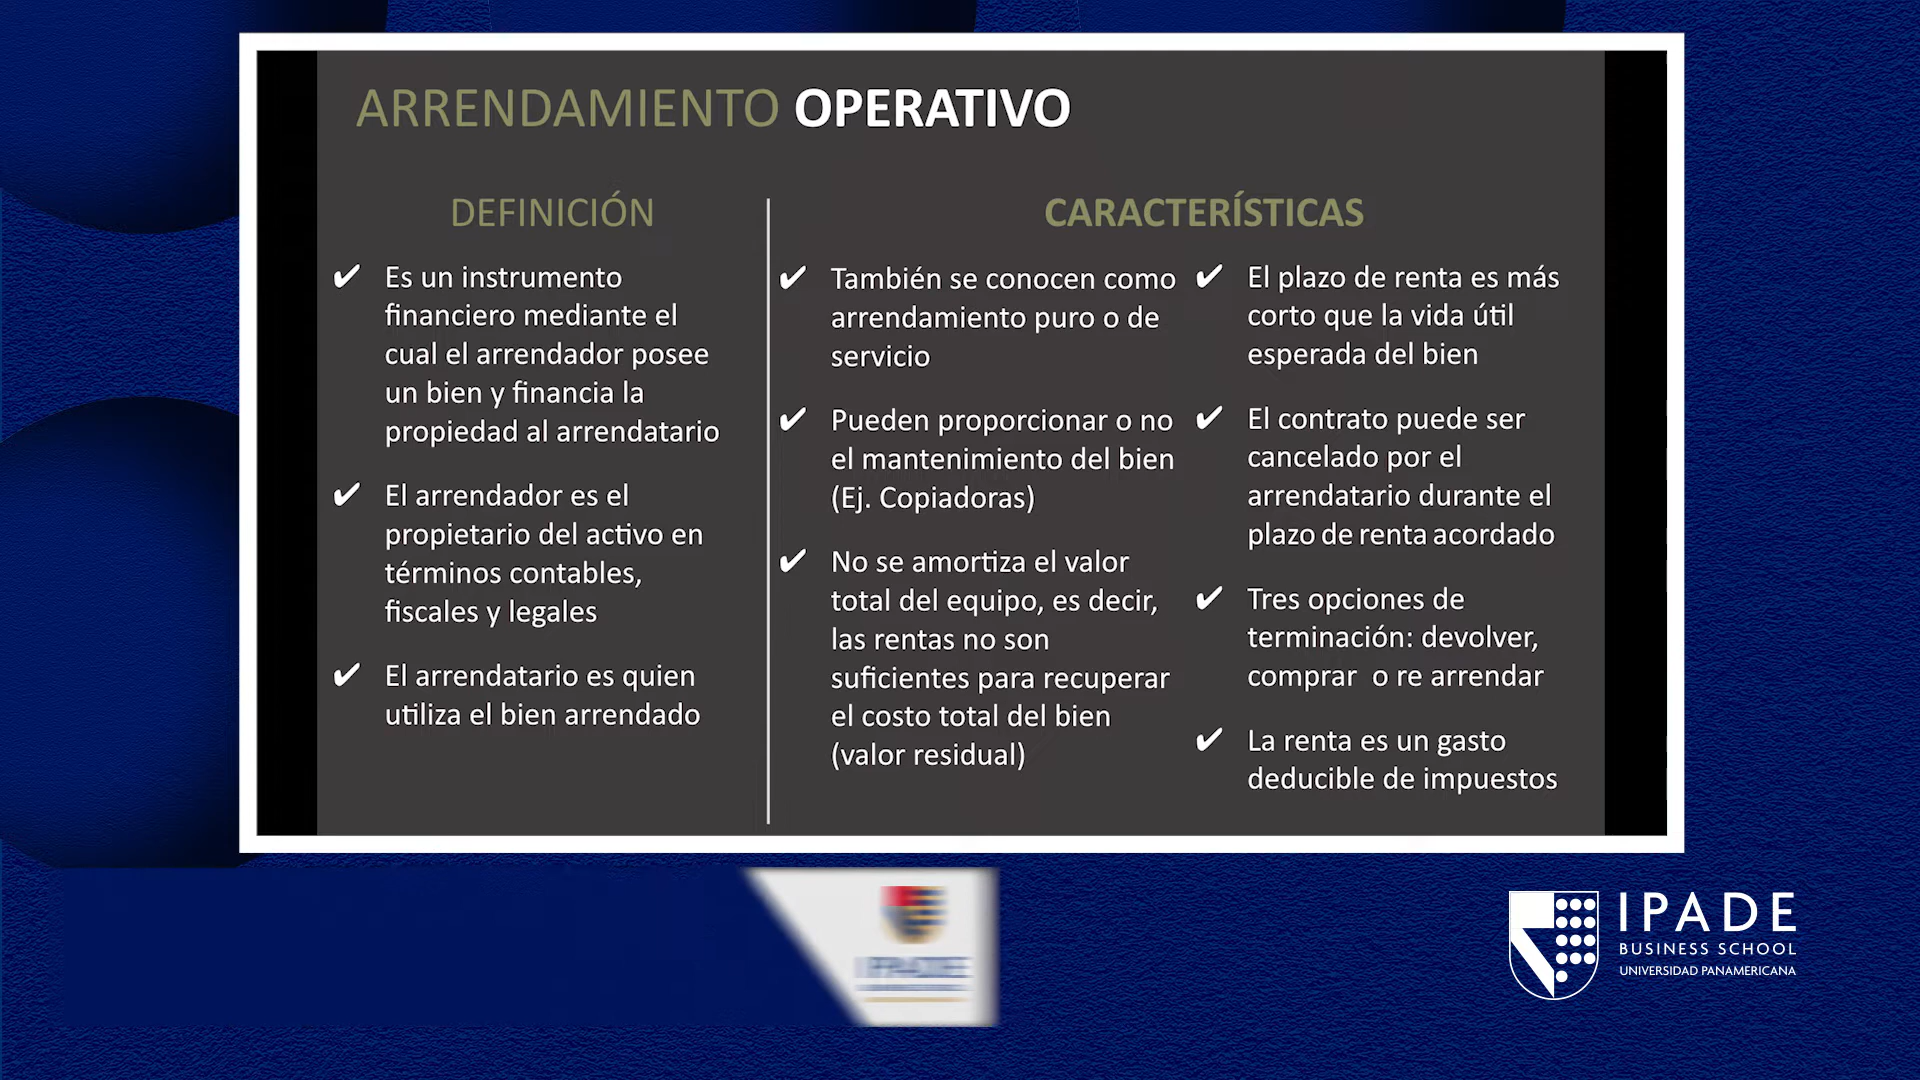 ARRENDAMIENTO OPERATIVO
DEFINICIÓN
✔ Es un instrumento
financiero mediante el
cual el arrendador posee
un bien y financia la
propiedad al arrendatario
✔ El arrendador es el
propietario del activo en
términos contables,
fiscales y legales
✔ El arrendatario es quien
utiliza el bien arrendado
CARACTERÍSTICAS
✔ También se conocen como
arrendamiento puro o de
servicio
✔ Pueden proporcionar o no
el mantenimiento del bien
(Ej. Copiadoras)
✔ No se amortiza el valor
total del equipo, es decir,
las rentas no son
suficientes para recuperar
el costo total del bien
(valor residual)
✔ El plazo de renta es más
corto que la vida útil
esperada del bien
✔ El contrato puede ser
cancelado por el
arrendatario durante el
plazo de renta acordado
✔ Tres opciones de
terminación: devolver,
comprar o re arrendar
✔ La renta es un gasto
deducible de impuestos
IPADE
IPADE
BUSINESS SCHOOL
UNIVERSIDAD PANAMERICANA